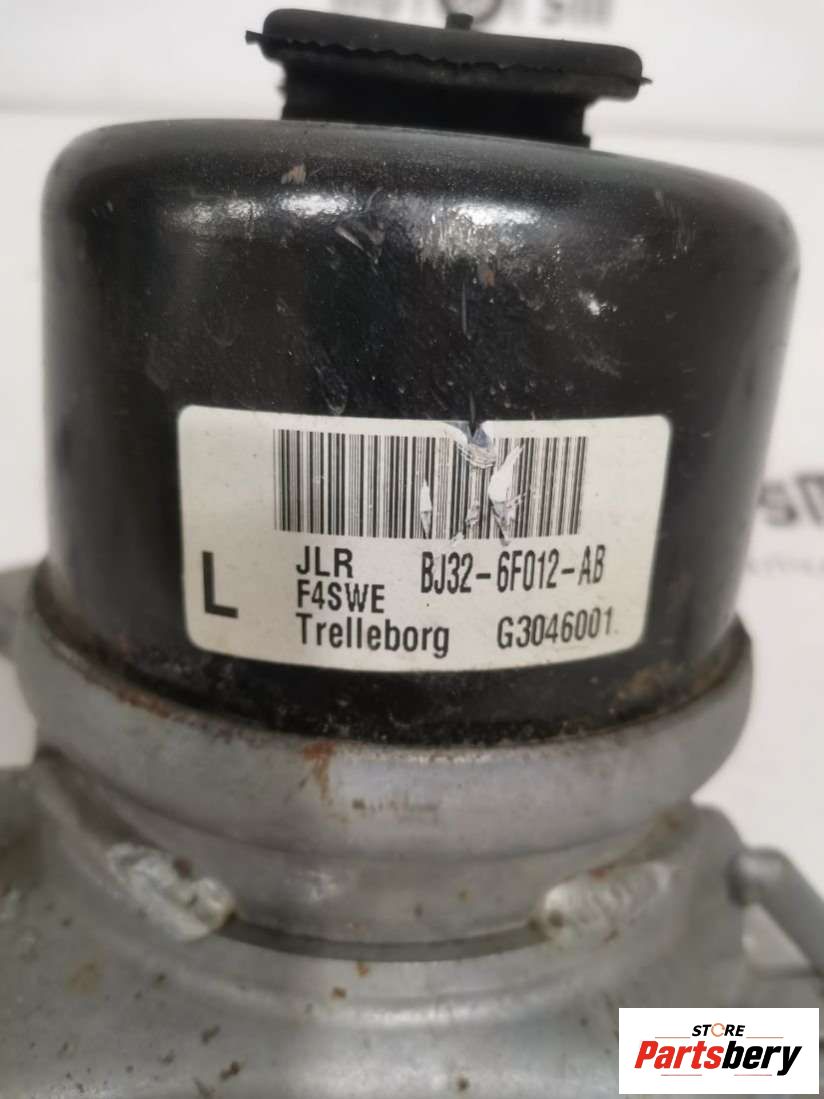 L
JLR BJ32-6F012-AB
F4SWE
Trelleborg G3046001
STORE
Partsbery